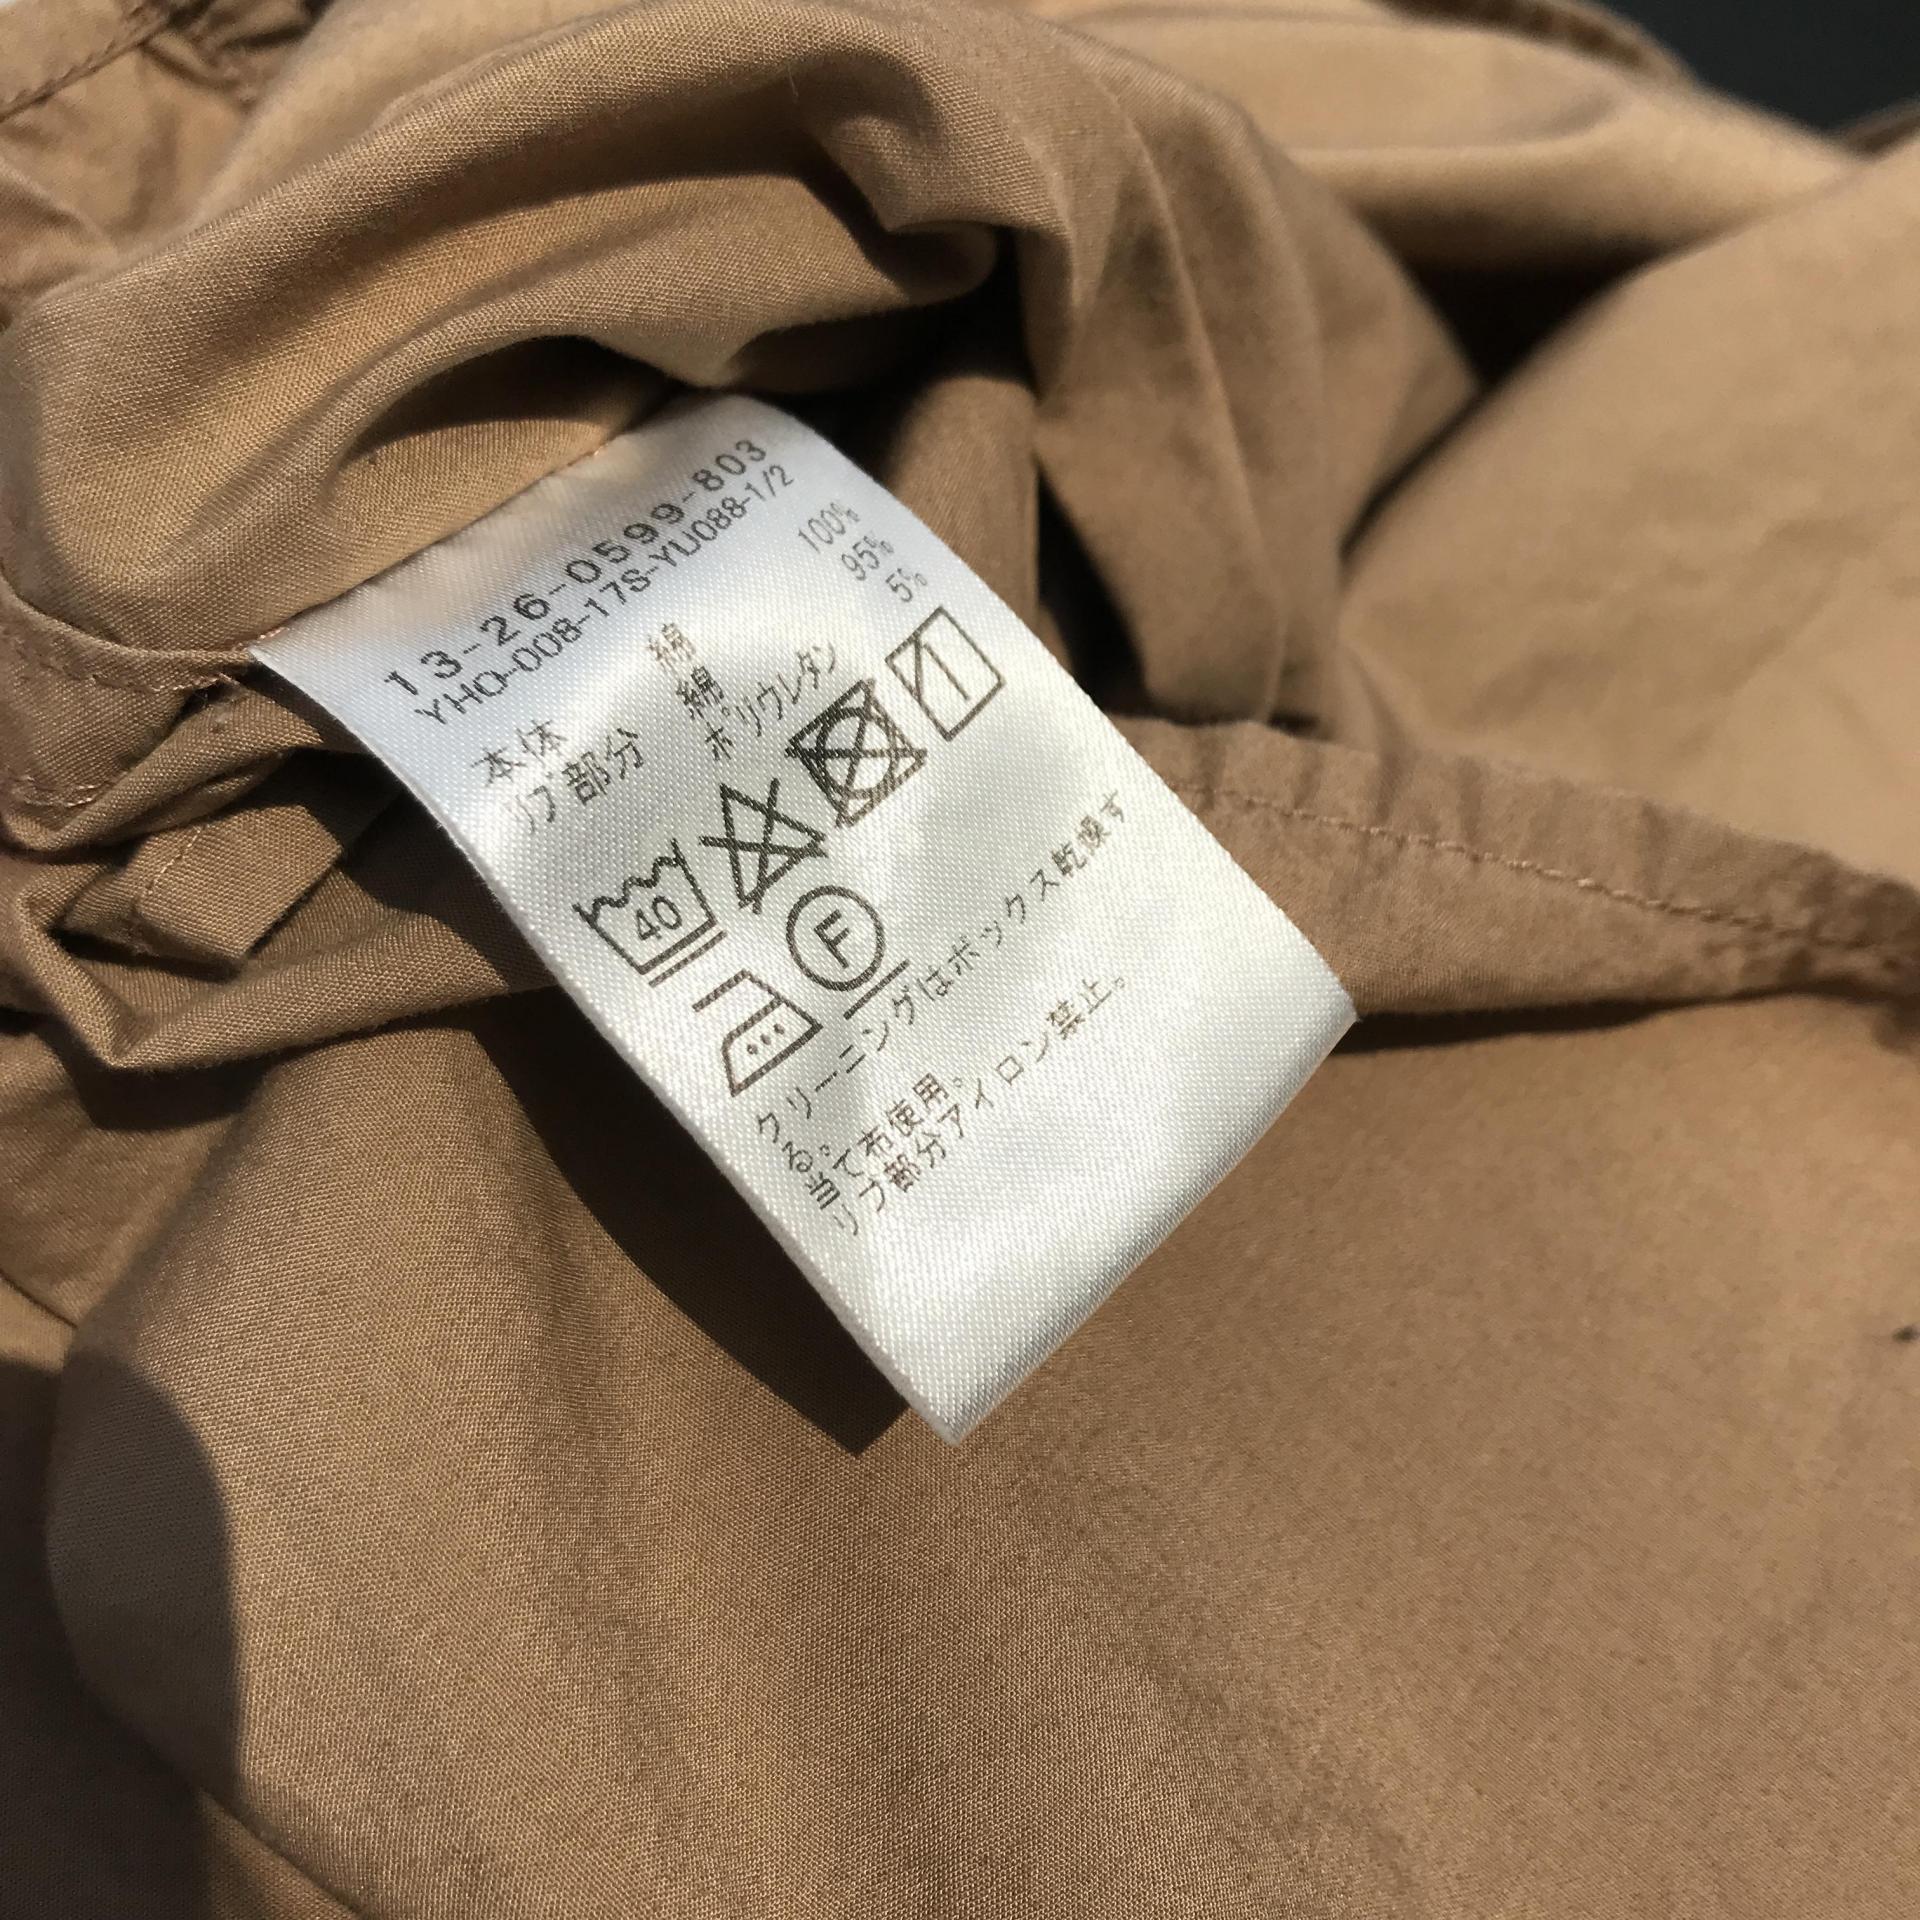 13-26-0599-803
YHO-008-17S-YU088-1/2
本体 綿 100%
リブ部分 綿 95%
ポリウレタン 5%
40
F
クリーニングはボックス乾燥す
る。
当て布使用。
リブ部分アイロン禁止。